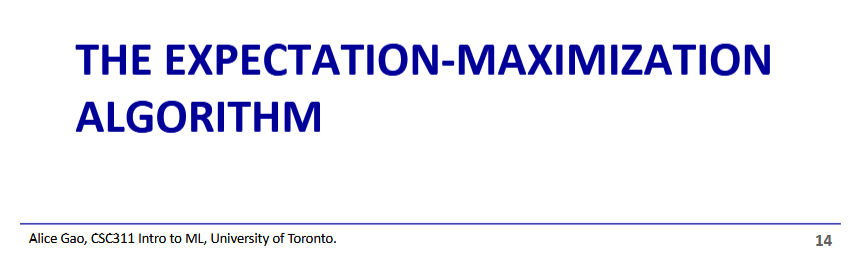 THE EXPECTATION-MAXIMIZATION
ALGORITHM
Alice Gao, CSC311 Intro to ML, University of Toronto.
14